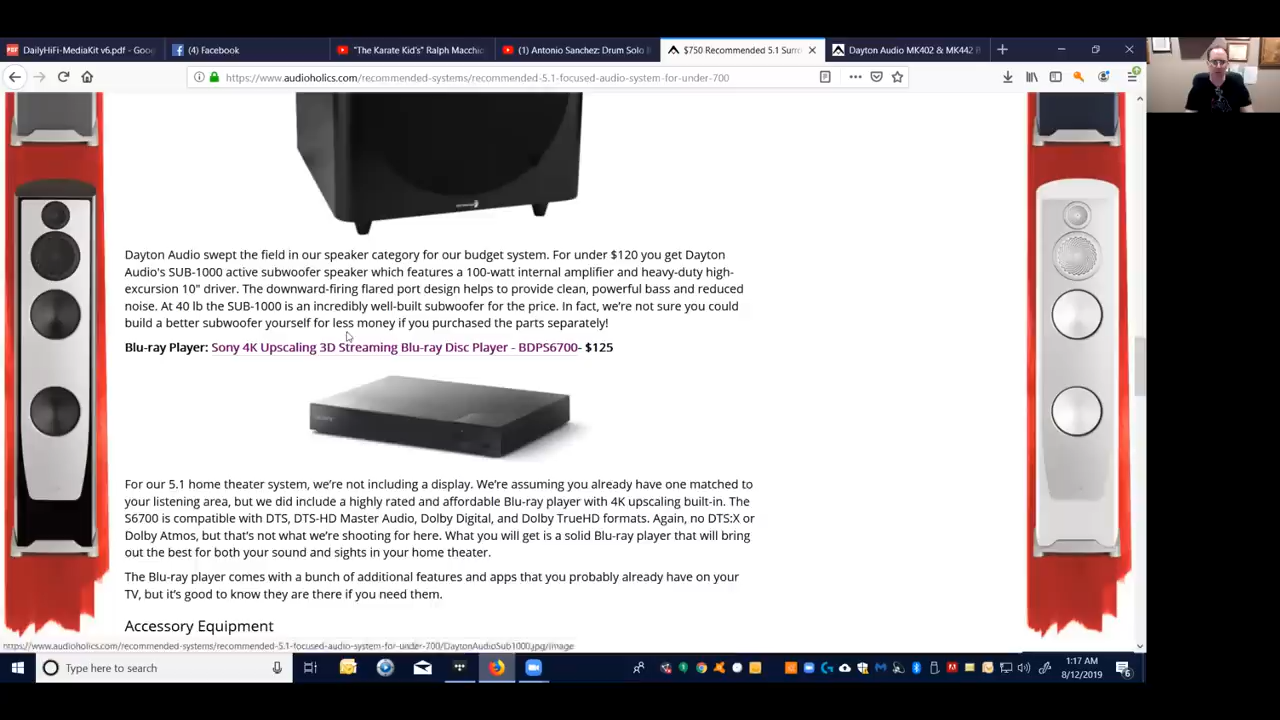 DailyHiFi-MediaKit v6.pdf - Goog
(4) Facebook
"The Karate Kid's" Ralph Macchio
(1) Antonio Sanchez: Drum Solo
$750 Recommended 5.1 Surro
Dayton Audio MK402 & MK442
https://www.audioholics.com/recommended-systems/recommended-5.1-focused-audio-system-for-under-700
Dayton Audio swept the field in our speaker category for our budget system. For under $120 you get Dayton
Audio's SUB-1000 active subwoofer speaker which features a 100-watt internal amplifier and heavy-duty high-
excursion 10" driver. The downward-firing flared port design helps to provide clean, powerful bass and reduced
noise. At 40 lb the SUB-1000 is an incredibly well-built subwoofer for the price. In fact, we're not sure you could
build a better subwoofer yourself for less money if you purchased the parts separately!
Blu-ray Player: Sony 4K Upscaling 3D Streaming Blu-ray Disc Player - BDPS6700- $125
For our 5.1 home theater system, we're not including a display. We're assuming you already have one matched to
your listening area, but we did include a highly rated and affordable Blu-ray player with 4K upscaling built-in. The
S6700 is compatible with DTS, DTS-HD Master Audio, Dolby Digital, and Dolby TrueHD formats. Again, no DTS:X or
Dolby Atmos, but that's not what we're shooting for here. What you will get is a solid Blu-ray player that will bring
out the best for both your sound and sights in your home theater.
The Blu-ray player comes with a bunch of additional features and apps that you probably already have on your
TV, but it's good to know they are there if you need them.
Accessory Equipment
https://www.audioholics.com/recommended-systems/recommended-5.1-focused-audio-system-for-under-700/DaytonAudioSub1000.jpg/image
Type here to search
1:17 AM
8/12/2019
6